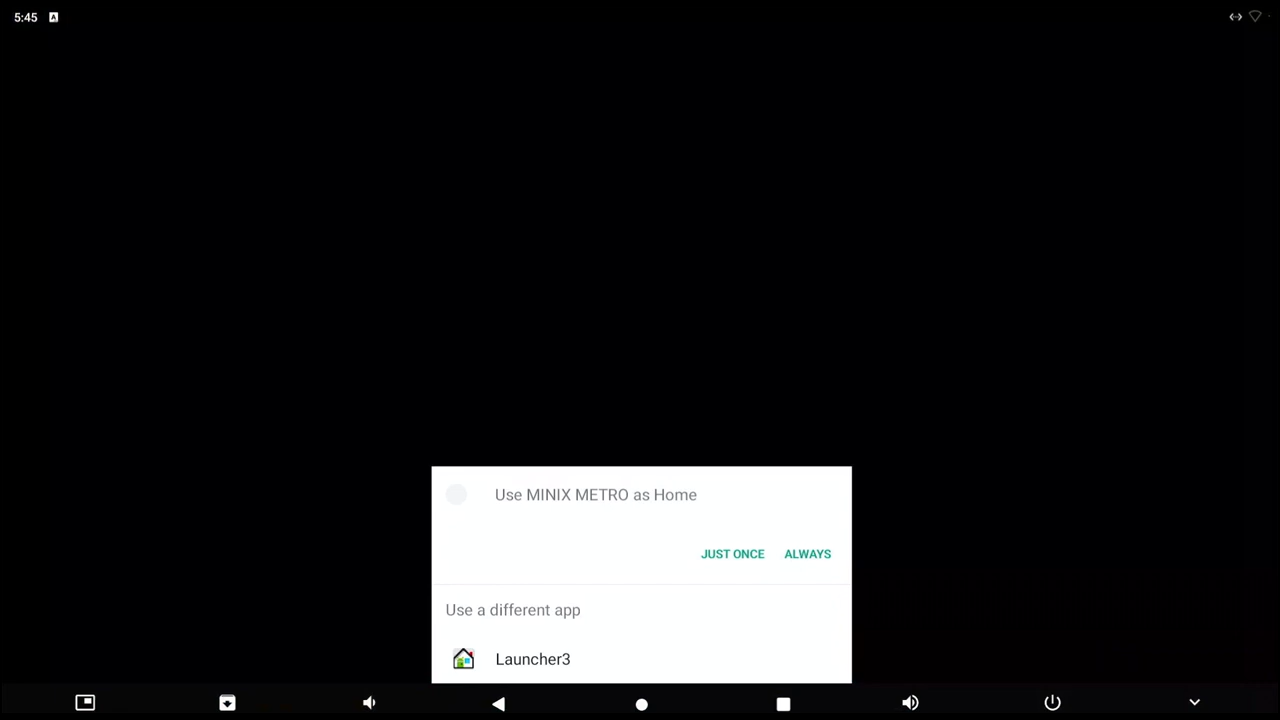 5:45
Use MINIX METRO as Home
JUST ONCE ALWAYS
Use a different app
Launcher3